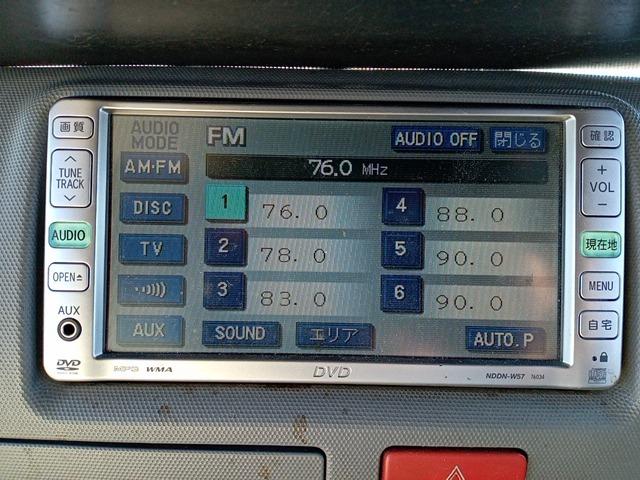 画質
AUDIO MODE
FM
AUDIO OFF
閉じる
確認
TUNE TRACK
AM・FM
76.0 MHz
+
VOL
-
DISC
1 76.0
4 88.0
AUDIO
TV
2 78.0
5 90.0
現在地
OPEN
3 83.0
6 90.0
MENU
AUX
AUX
SOUND
エリア
AUTO.P
自宅
DVD
MP3 WMA
DVD
NDDN-W57 76034